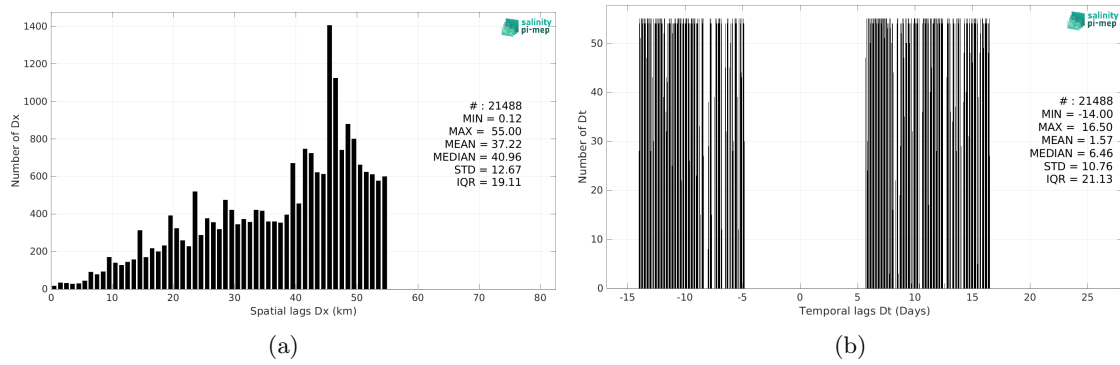 salinity
pi-mep
1400
1200
1000
800
600
400
200
0
Number of Dx
# : 21488
MIN = 0.12
MAX = 55.00
MEAN = 37.22
MEDIAN = 40.96
STD = 12.67
IQR = 19.11
0 10 20 30 40 50 60 70 80
Spatial lags Dx (km)
(a)
salinity
pi-mep
50
40
30
20
10
0
Number of Dt
# : 21488
MIN = -14.00
MAX = 16.50
MEAN = 1.57
MEDIAN = 6.46
STD = 10.76
IQR = 21.13
-15 -10 -5 0 5 10 15 20 25
Temporal lags Dt (Days)
(b)